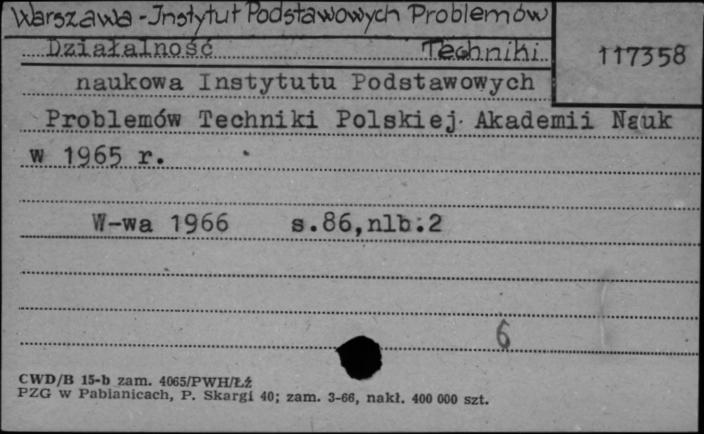 Warszawa - Instytut Podstawowych Problemów
Działalność Techniki
117358
naukowa Instytutu Podstawowych
Problemów Techniki Polskiej Akademii Nauk
w 1965 r.
W-wa 1966 s.86,nlb.2
6
CWD/B 15-b zam. 4065/PWH/Łź
PZG w Pabianicach, P. Skargi 40; zam. 3-66, nakł. 400 000 szt.